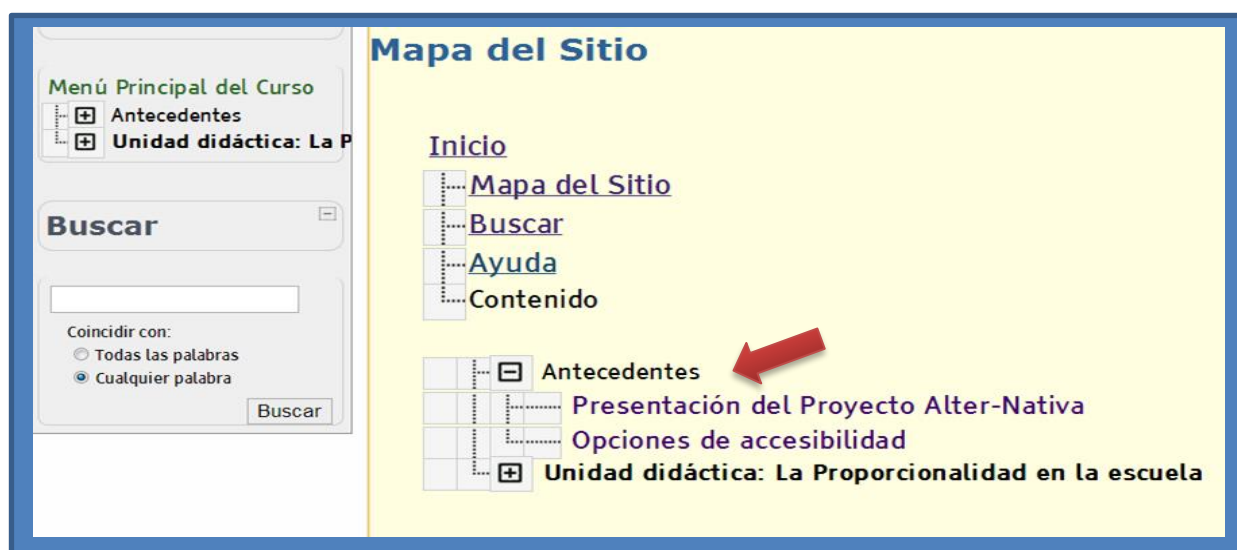 Menú Principal del Curso
Antecedentes
Unidad didáctica: La P
Buscar
Coincidir con:
Todas las palabras
Cualquier palabra
Buscar
Mapa del Sitio
Inicio
Mapa del Sitio
Buscar
Ayuda
Contenido
Antecedentes
Presentación del Proyecto Alter-Nativa
Opciones de accesibilidad
Unidad didáctica: La Proporcionalidad en la escuela